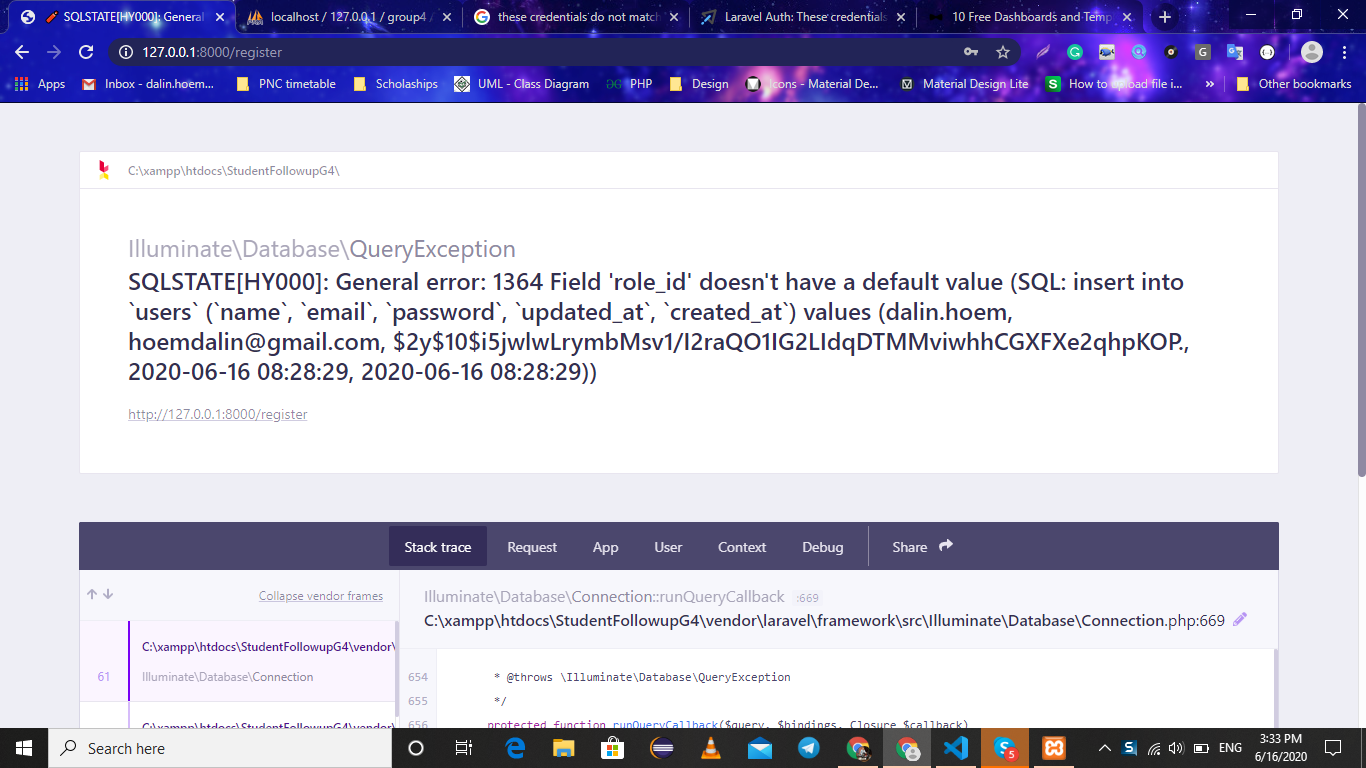 SQLSTATE[HY000]: General
localhost / 127.0.0.1 / group4 /
these credentials do not match
Laravel Auth: These credentials
10 Free Dashboards and Temp
127.0.0.1:8000/register
Apps
Inbox - dalin.hoem...
PNC timetable
Scholaships
UML - Class Diagram
PHP
Design
Icons - Material De...
Material Design Lite
How to upload file i...
»
Other bookmarks
C:\xampp\htdocs\StudentFollowupG4\
Illuminate\Database\QueryException
SQLSTATE[HY000]: General error: 1364 Field 'role_id' doesn't have a default value (SQL: insert into
`users` (`name`, `email`, `password`, `updated_at`, `created_at`) values (dalin.hoem,
hoemdalin@gmail.com, $2y$10$i5jwlwLrymbMsv1/I2raQO1IG2LIdqDTMMviwhhCGXFXe2qhpKOP.,
2020-06-16 08:28:29, 2020-06-16 08:28:29))
http://127.0.0.1:8000/register
Stack trace
Request
App
User
Context
Debug
Share
Collapse vendor frames
Illuminate\Database\Connection::runQueryCallback :669
C:\xampp\htdocs\StudentFollowupG4\vendor\laravel\framework\src\Illuminate\Database\Connection.php:669
C:\xampp\htdocs\StudentFollowupG4\vendor\
61
Illuminate\Database\Connection
C:\xampp\htdocs\StudentFollowupG4\vendor\
654 * @throws \Illuminate\Database\QueryException
655 */
656 protected function runQueryCallback($query, $bindings, Closure $callback)
Search here
ENG
3:33 PM
6/16/2020